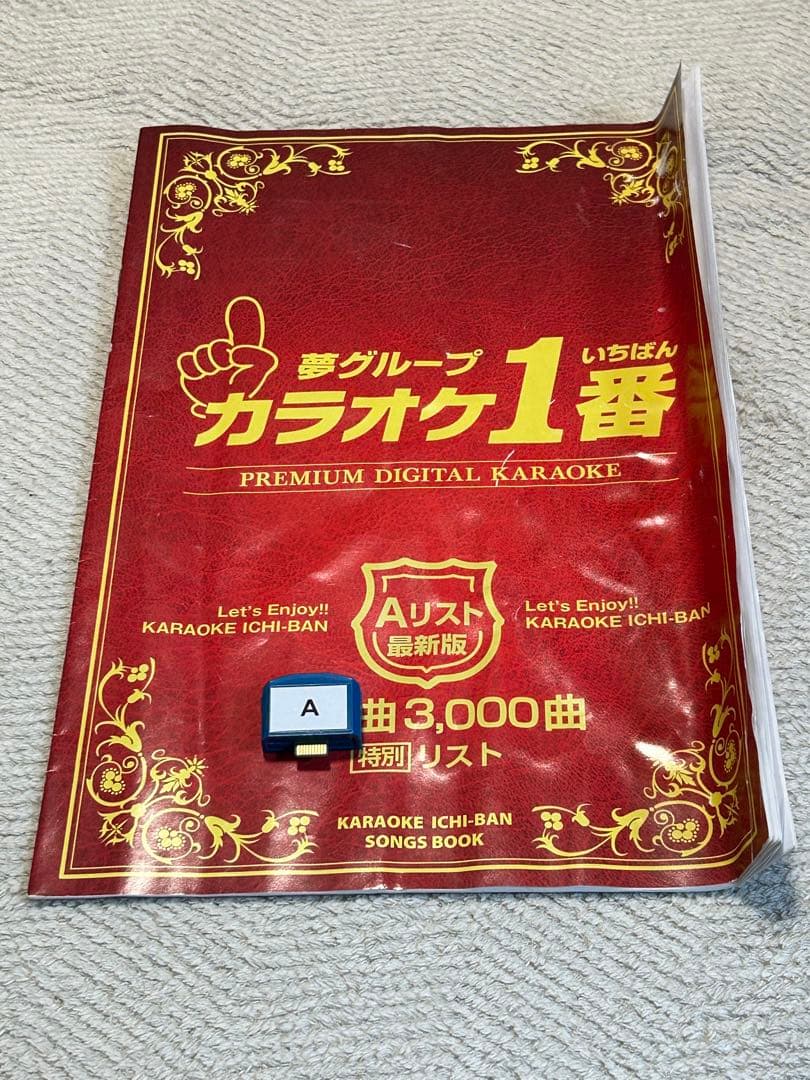 夢グループ
いちばん
カラオケ1番
PREMIUM DIGITAL KARAOKE
Let's Enjoy!!
KARAOKE ICHI-BAN
Aリスト
最新版
Let's Enjoy!!
KARAOKE ICHI-BAN
A
曲3,000曲
特別 リスト
KARAOKE ICHI-BAN
SONGS BOOK